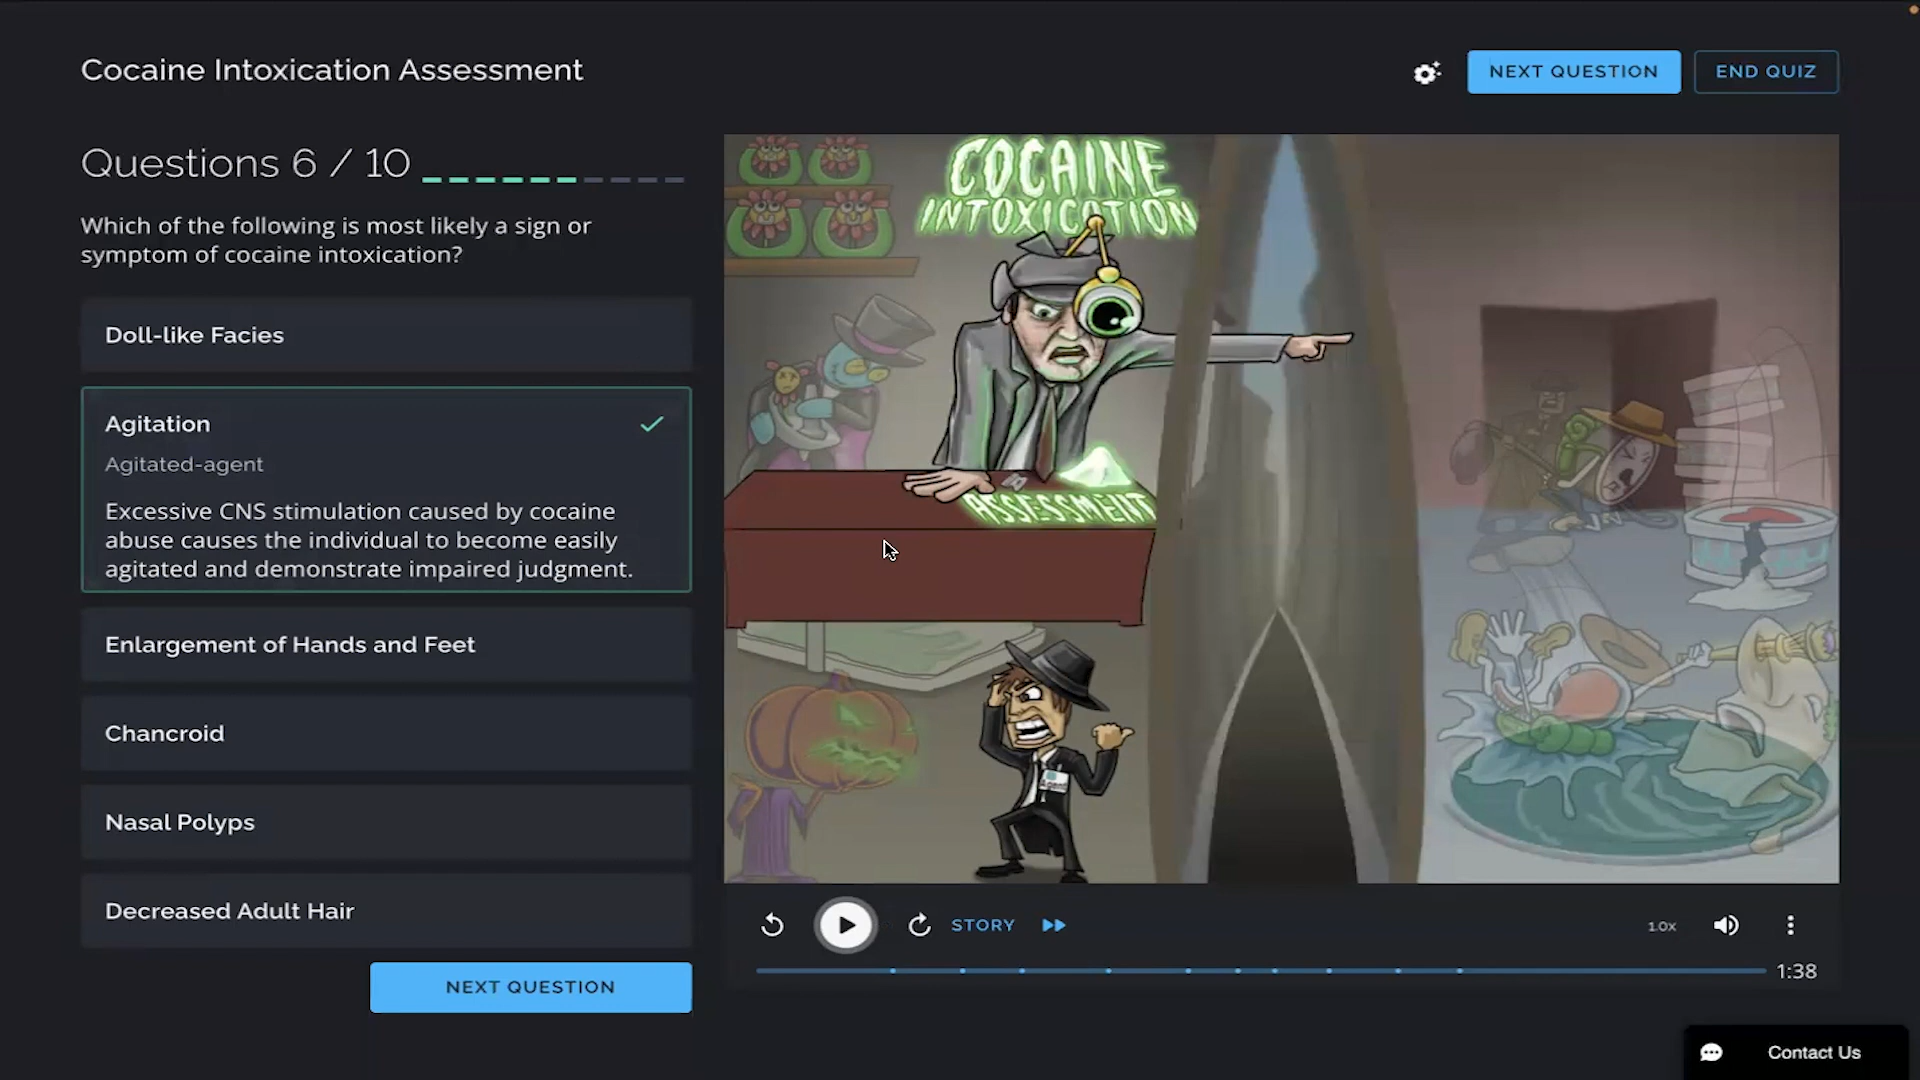 Cocaine Intoxication Assessment
NEXT QUESTION
END QUIZ
Questions 6 / 10
Which of the following is most likely a sign or
symptom of cocaine intoxication?
Doll-like Facies
Agitation
Agitated-agent
Excessive CNS stimulation caused by cocaine
abuse causes the individual to become easily
agitated and demonstrate impaired judgment.
Enlargement of Hands and Feet
Chancroid
Nasal Polyps
Decreased Adult Hair
NEXT QUESTION
COCAINE
INTOXICATION
ASSESSMENT
Agent
STORY
1.0x
1:38
Contact Us